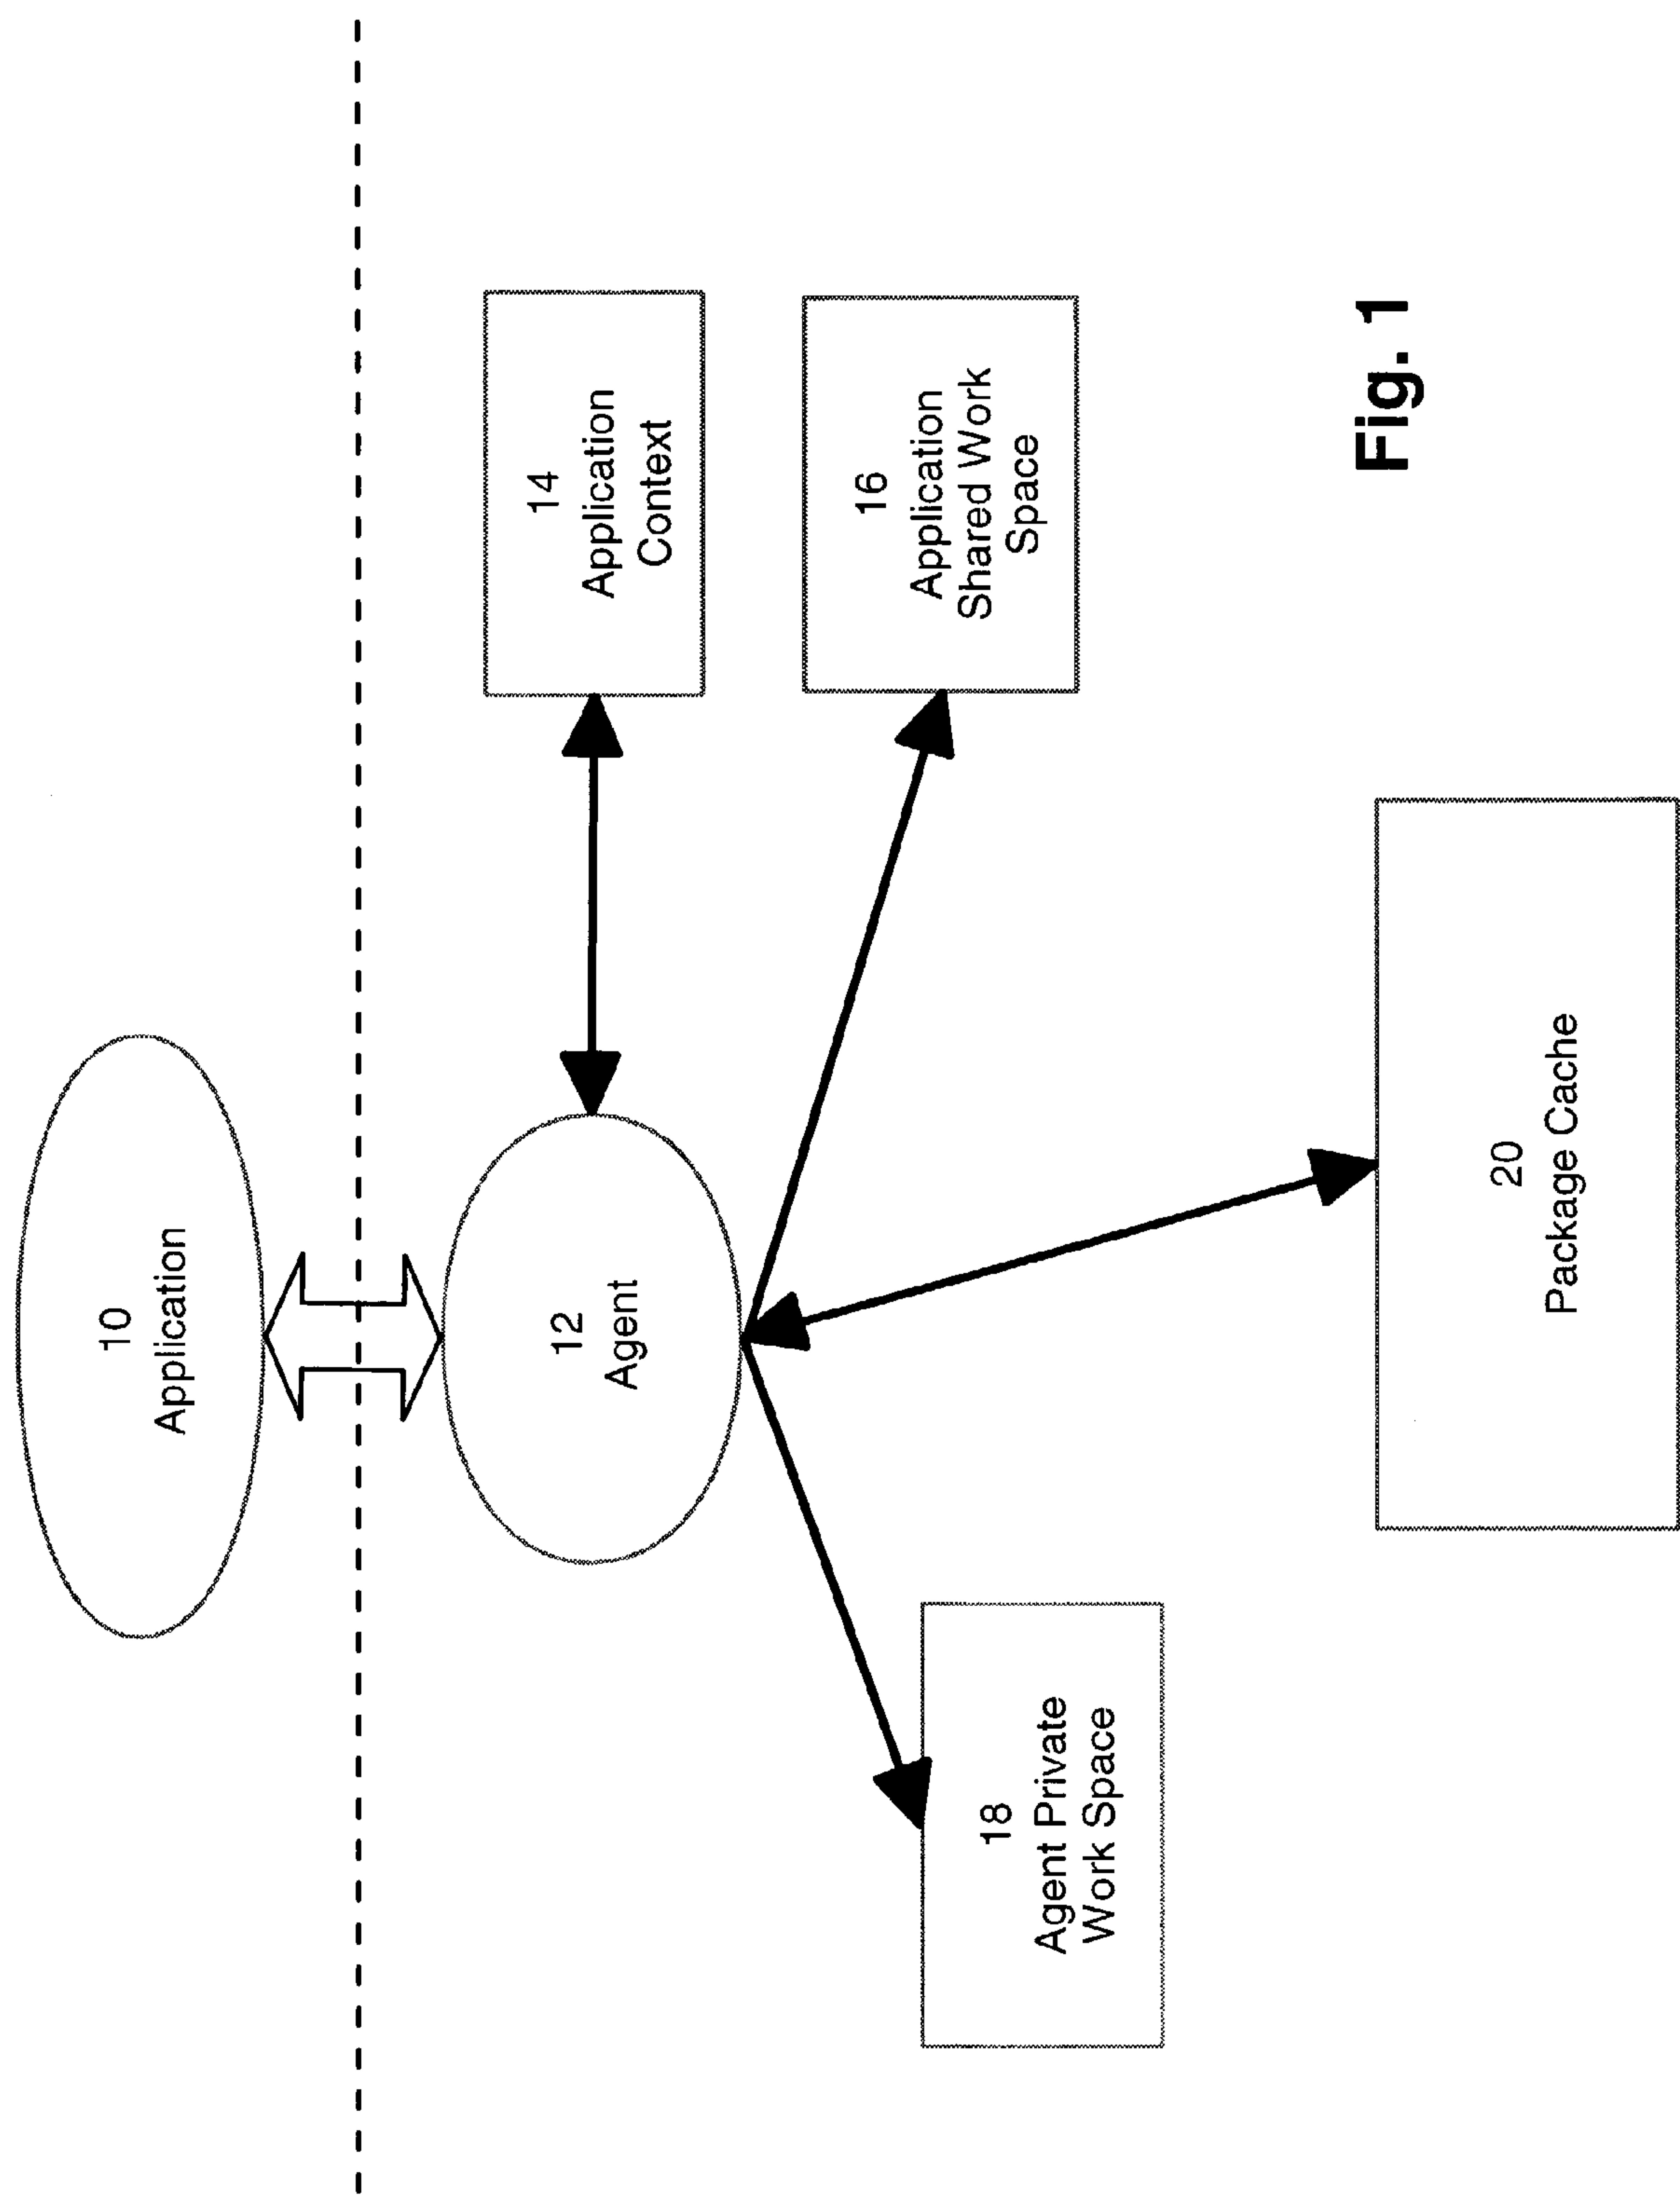 10
Application
12
Agent
14
Application
Context
16
Application
Shared Work
Space
18
Agent Private
Work Space
20
Package Cache
Fig. 1